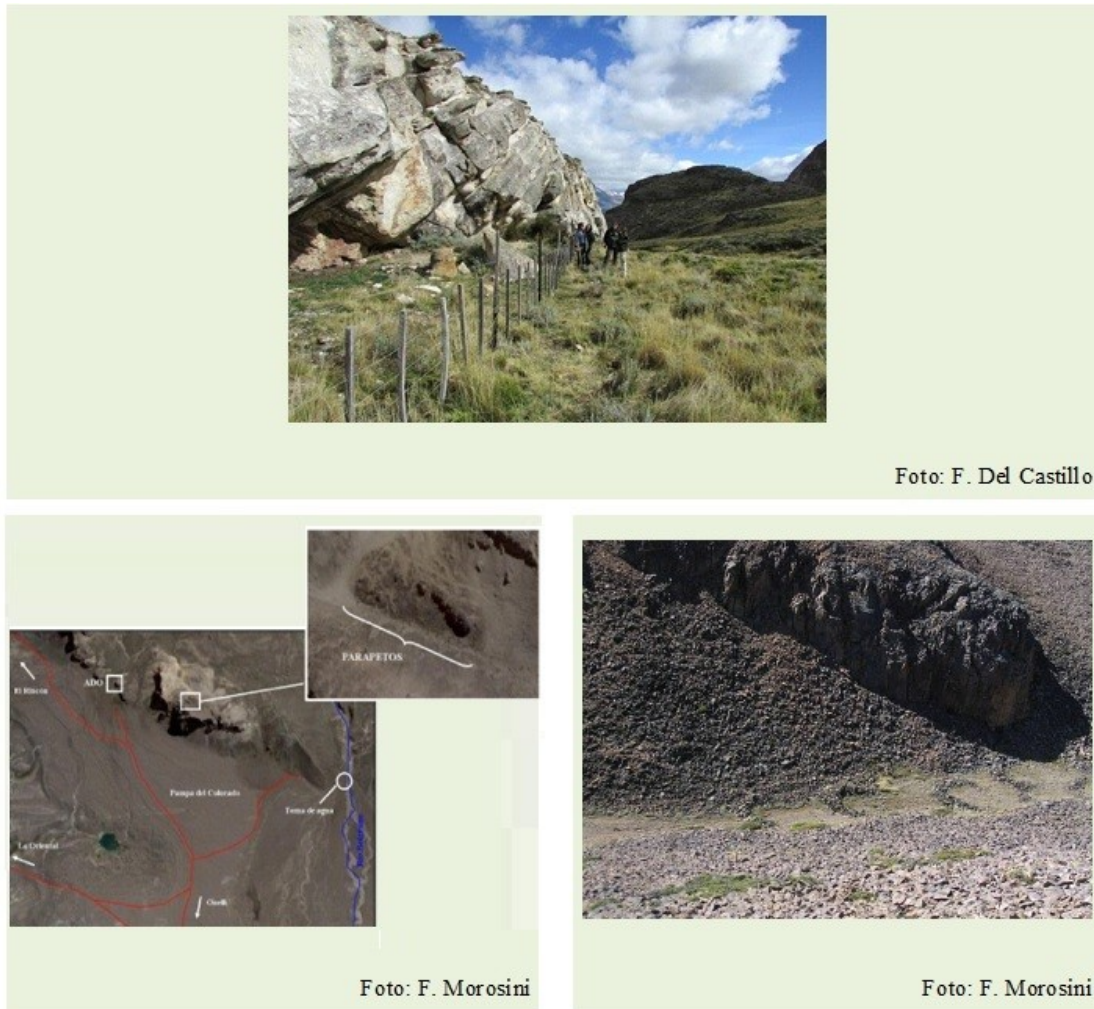 Foto: F. Del Castillo
PARAPETOS
El Rincón
ADO
Pampa del Colorado
Toma de agua
La Oriental
Foto: F. Morosini
Foto: F. Morosini